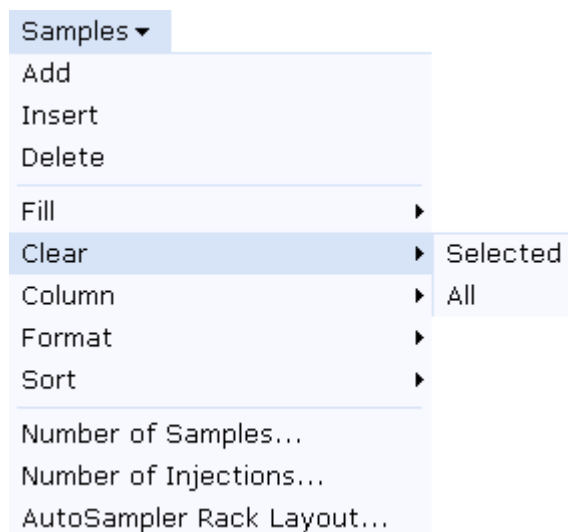 Samples
Add
Insert
Delete
Fill
Clear
Selected
Column
All
Format
Sort
Number of Samples...
Number of Injections...
AutoSampler Rack Layout...